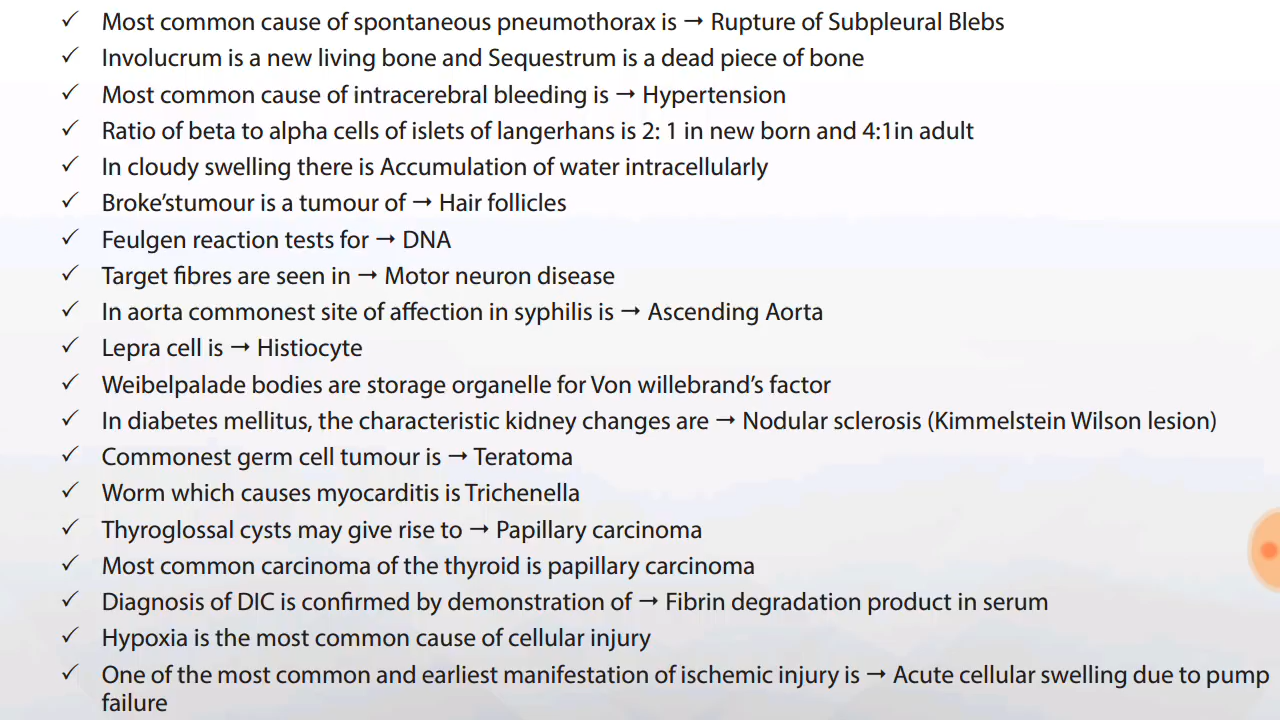 ✓ Most common cause of spontaneous pneumothorax is → Rupture of Subpleural Blebs
✓ Involucrum is a new living bone and Sequestrum is a dead piece of bone
✓ Most common cause of intracerebral bleeding is → Hypertension
✓ Ratio of beta to alpha cells of islets of langerhans is 2: 1 in new born and 4:1in adult
✓ In cloudy swelling there is Accumulation of water intracellularly
✓ Broke'stumour is a tumour of → Hair follicles
✓ Feulgen reaction tests for → DNA
✓ Target fibres are seen in → Motor neuron disease
✓ In aorta commonest site of affection in syphilis is → Ascending Aorta
✓ Lepra cell is → Histiocyte
✓ Weibelpalade bodies are storage organelle for Von willebrand's factor
✓ In diabetes mellitus, the characteristic kidney changes are → Nodular sclerosis (Kimmelstein Wilson lesion)
✓ Commonest germ cell tumour is → Teratoma
✓ Worm which causes myocarditis is Trichenella
✓ Thyroglossal cysts may give rise to → Papillary carcinoma
✓ Most common carcinoma of the thyroid is papillary carcinoma
✓ Diagnosis of DIC is confirmed by demonstration of → Fibrin degradation product in serum
✓ Hypoxia is the most common cause of cellular injury
✓ One of the most common and earliest manifestation of ischemic injury is → Acute cellular swelling due to pump
failure